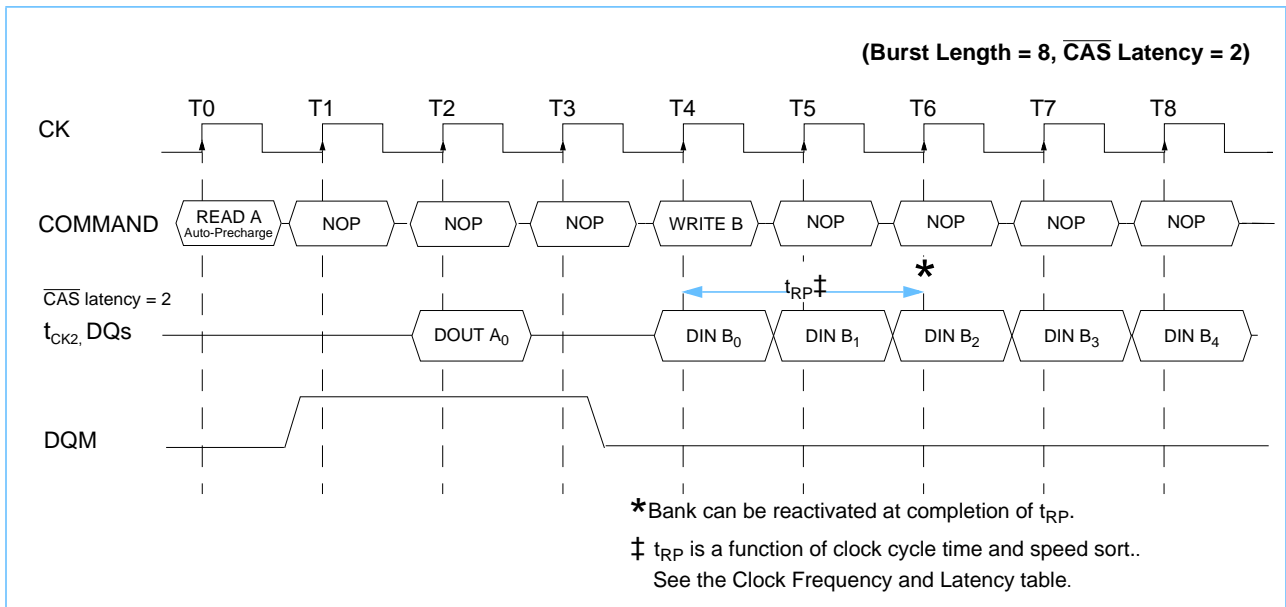 (Burst Length = 8, CAS Latency = 2)
T0 T1 T2 T3 T4 T5 T6 T7 T8
CK
COMMAND READ A Auto-Precharge NOP NOP NOP WRITE B NOP NOP NOP NOP
*
tRP‡
CAS latency = 2
tCK2, DQs DOUT A0 DIN B0 DIN B1 DIN B2 DIN B3 DIN B4
DQM
*Bank can be reactivated at completion of tRP.
‡ tRP is a function of clock cycle time and speed sort..
See the Clock Frequency and Latency table.